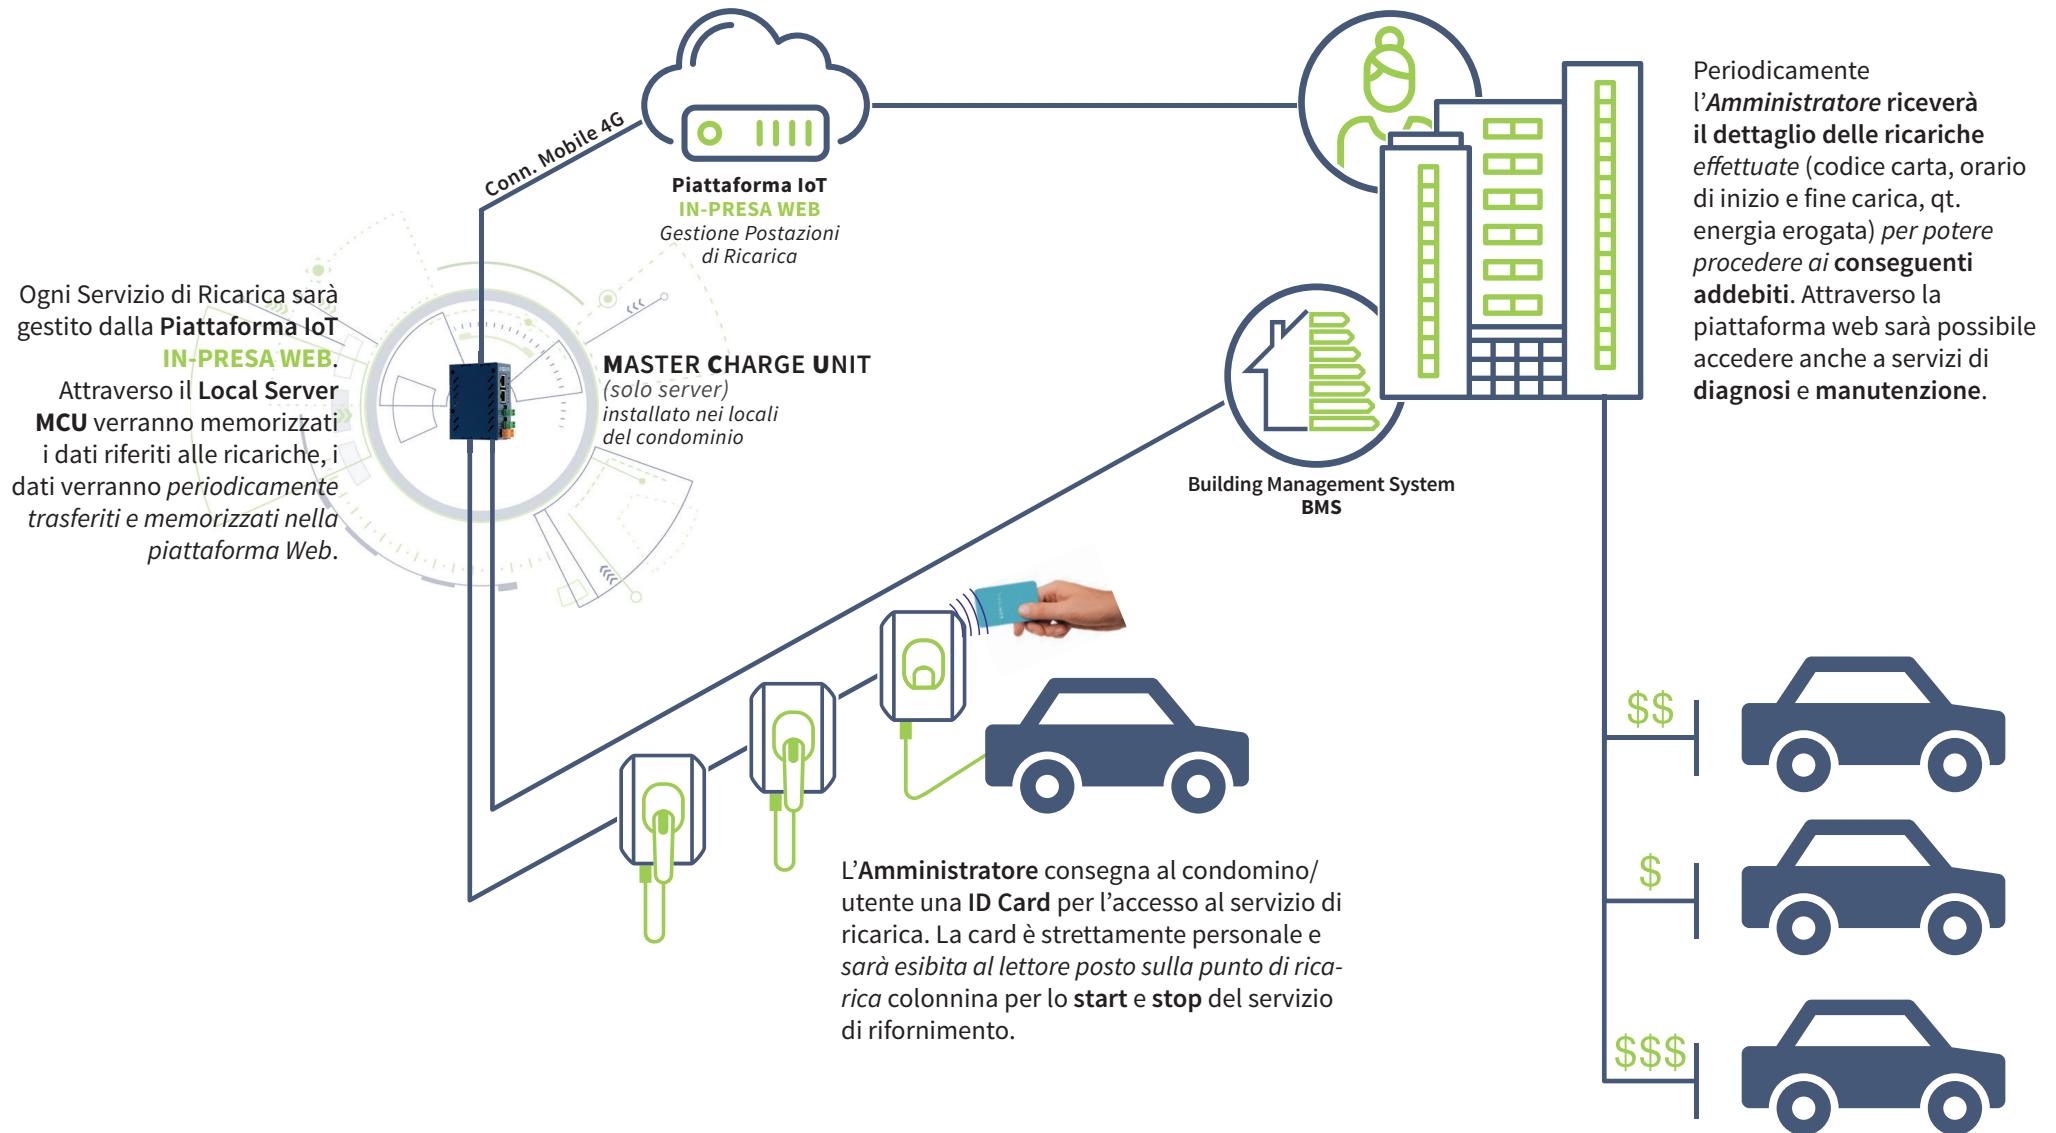 Conn. Mobile 4G
Piattaforma IoT
IN-PRESA WEB
Gestione Postazioni
di Ricarica
Periodicamente
l’Amministratore riceverà
il dettaglio delle ricariche
effettuate (codice carta, orario
di inizio e fine carica, qt.
energia erogata) per potere
procedere ai conseguenti
addebiti. Attraverso la
piattaforma web sarà possibile
accedere anche a servizi di
diagnosi e manutenzione.
Ogni Servizio di Ricarica sarà
gestito dalla Piattaforma IoT
IN-PRESA WEB.
Attraverso il Local Server
MCU verranno memorizzati
i dati riferiti alle ricariche, i
dati verranno periodicamente
trasferiti e memorizzati nella
piattaforma Web.
MASTER CHARGE UNIT
(solo server)
installato nei locali
del condominio
Building Management System
BMS
L’Amministratore consegna al condomino/
utente una ID Card per l’accesso al servizio di
ricarica. La card è strettamente personale e
sarà esibita al lettore posto sulla punto di rica-
rica colonnina per lo start e stop del servizio
di rifornimento.
$$
$
$$$